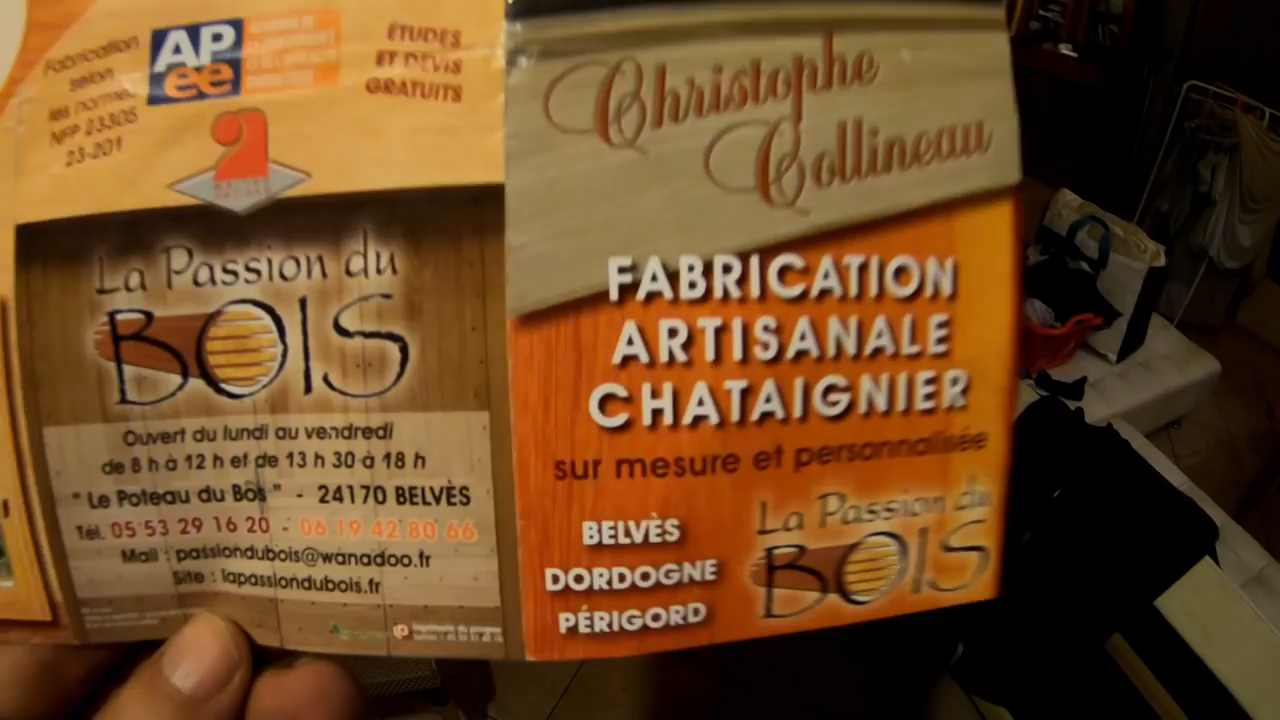 Fabrication
selon
les normes
NFP 23305
23-201
AP
ee
ÉTUDES
ET DEVIS
GRATUITS
La Passion du
BOIS
Ouvert du lundi au vendredi
de 8 h à 12 h et de 13 h 30 à 18 h
" Le Poteau du Bos " - 24170 BELVÈS
Tél. 05 53 29 16 20 - 06 19 42 80 66
Mail : passiondubois@wanadoo.fr
Site : lapassiondubois.fr
Christophe
Collineau
FABRICATION
ARTISANALE
CHATAIGNIER
sur mesure et personnalisée
BELVÈS
DORDOGNE
PÉRIGORD
La Passion du
BOIS